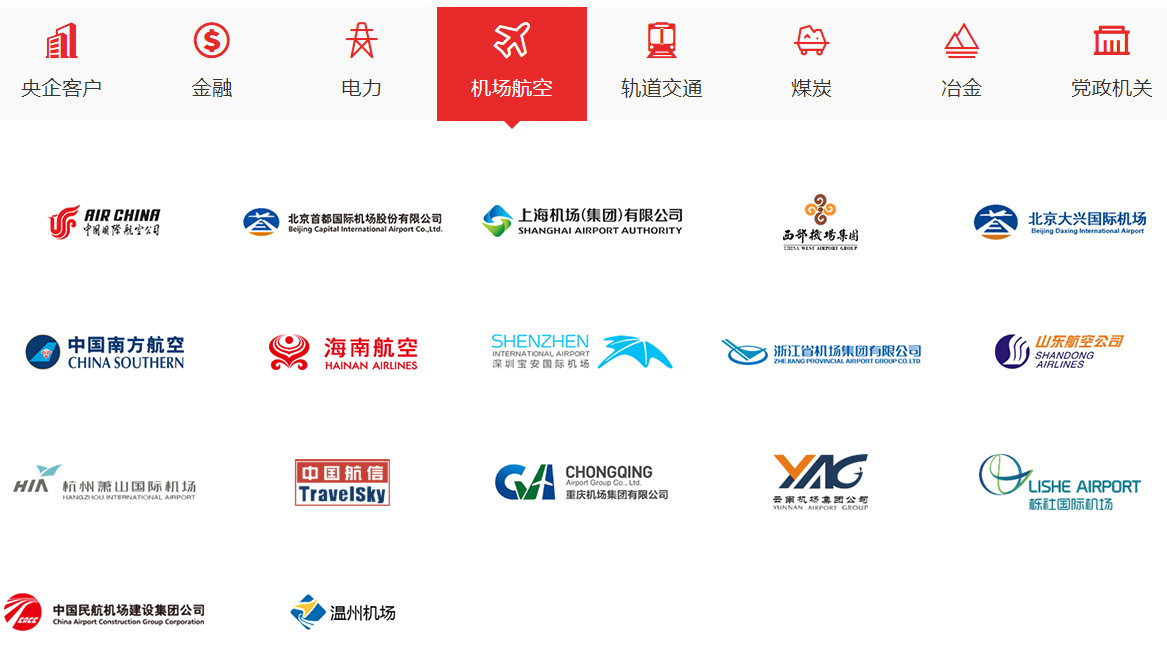 央企客户
金融
电力
机场航空
轨道交通
煤炭
冶金
党政机关
AIR CHINA
中国国际航空公司
北京首都国际机场股份有限公司
Beijing Capital International Airport Co.,Ltd.
上海机场(集团)有限公司
SHANGHAI AIRPORT AUTHORITY
西部机场集团
CHINA WEST AIRPORT GROUP
北京大兴国际机场
Beijing Daxing International Airport
中国南方航空
CHINA SOUTHERN
海南航空
HAINAN AIRLINES
SHENZHEN
INTERNATIONAL AIRPORT
深圳宝安国际机场
浙江省机场集团有限公司
ZHEJIANG PROVINCIAL AIRPORT GROUP CO.,LTD.
山东航空公司
SHANDONG
AIRLINES
HIA
杭州萧山国际机场
HANGZHOU INTERNATIONAL AIRPORT
中国航信
TravelSky
CHONGQING
Airport Group Co., Ltd.
重庆机场集团有限公司
YAG
云南机场集团公司
YUNNAN AIRPORT GROUP
LISHE AIRPORT
栎社国际机场
CACC
中国民航机场建设集团公司
China Airport Construction Group Corporation
温州机场